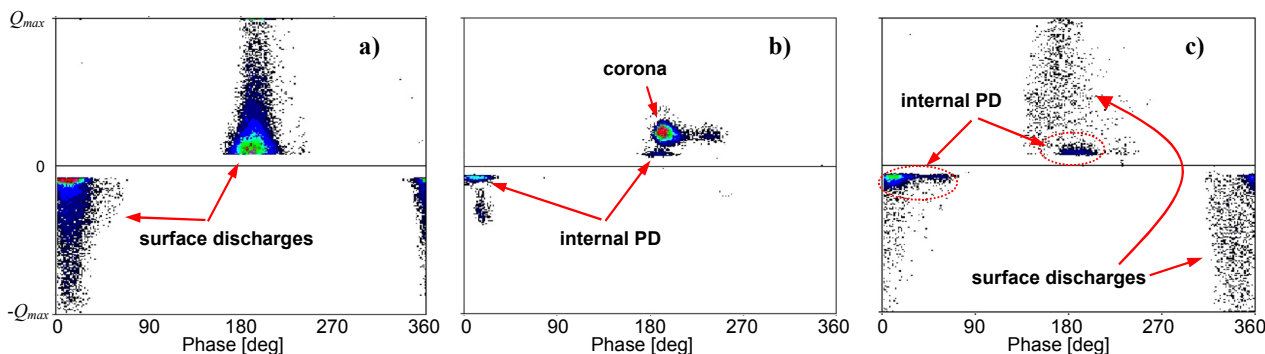 Qmax
0
-Qmax
a)
surface discharges
0 90 180 270 360
Phase [deg]
b)
corona
internal PD
0 90 180 270 360
Phase [deg]
c)
internal PD
surface discharges
0 90 180 270 360
Phase [deg]